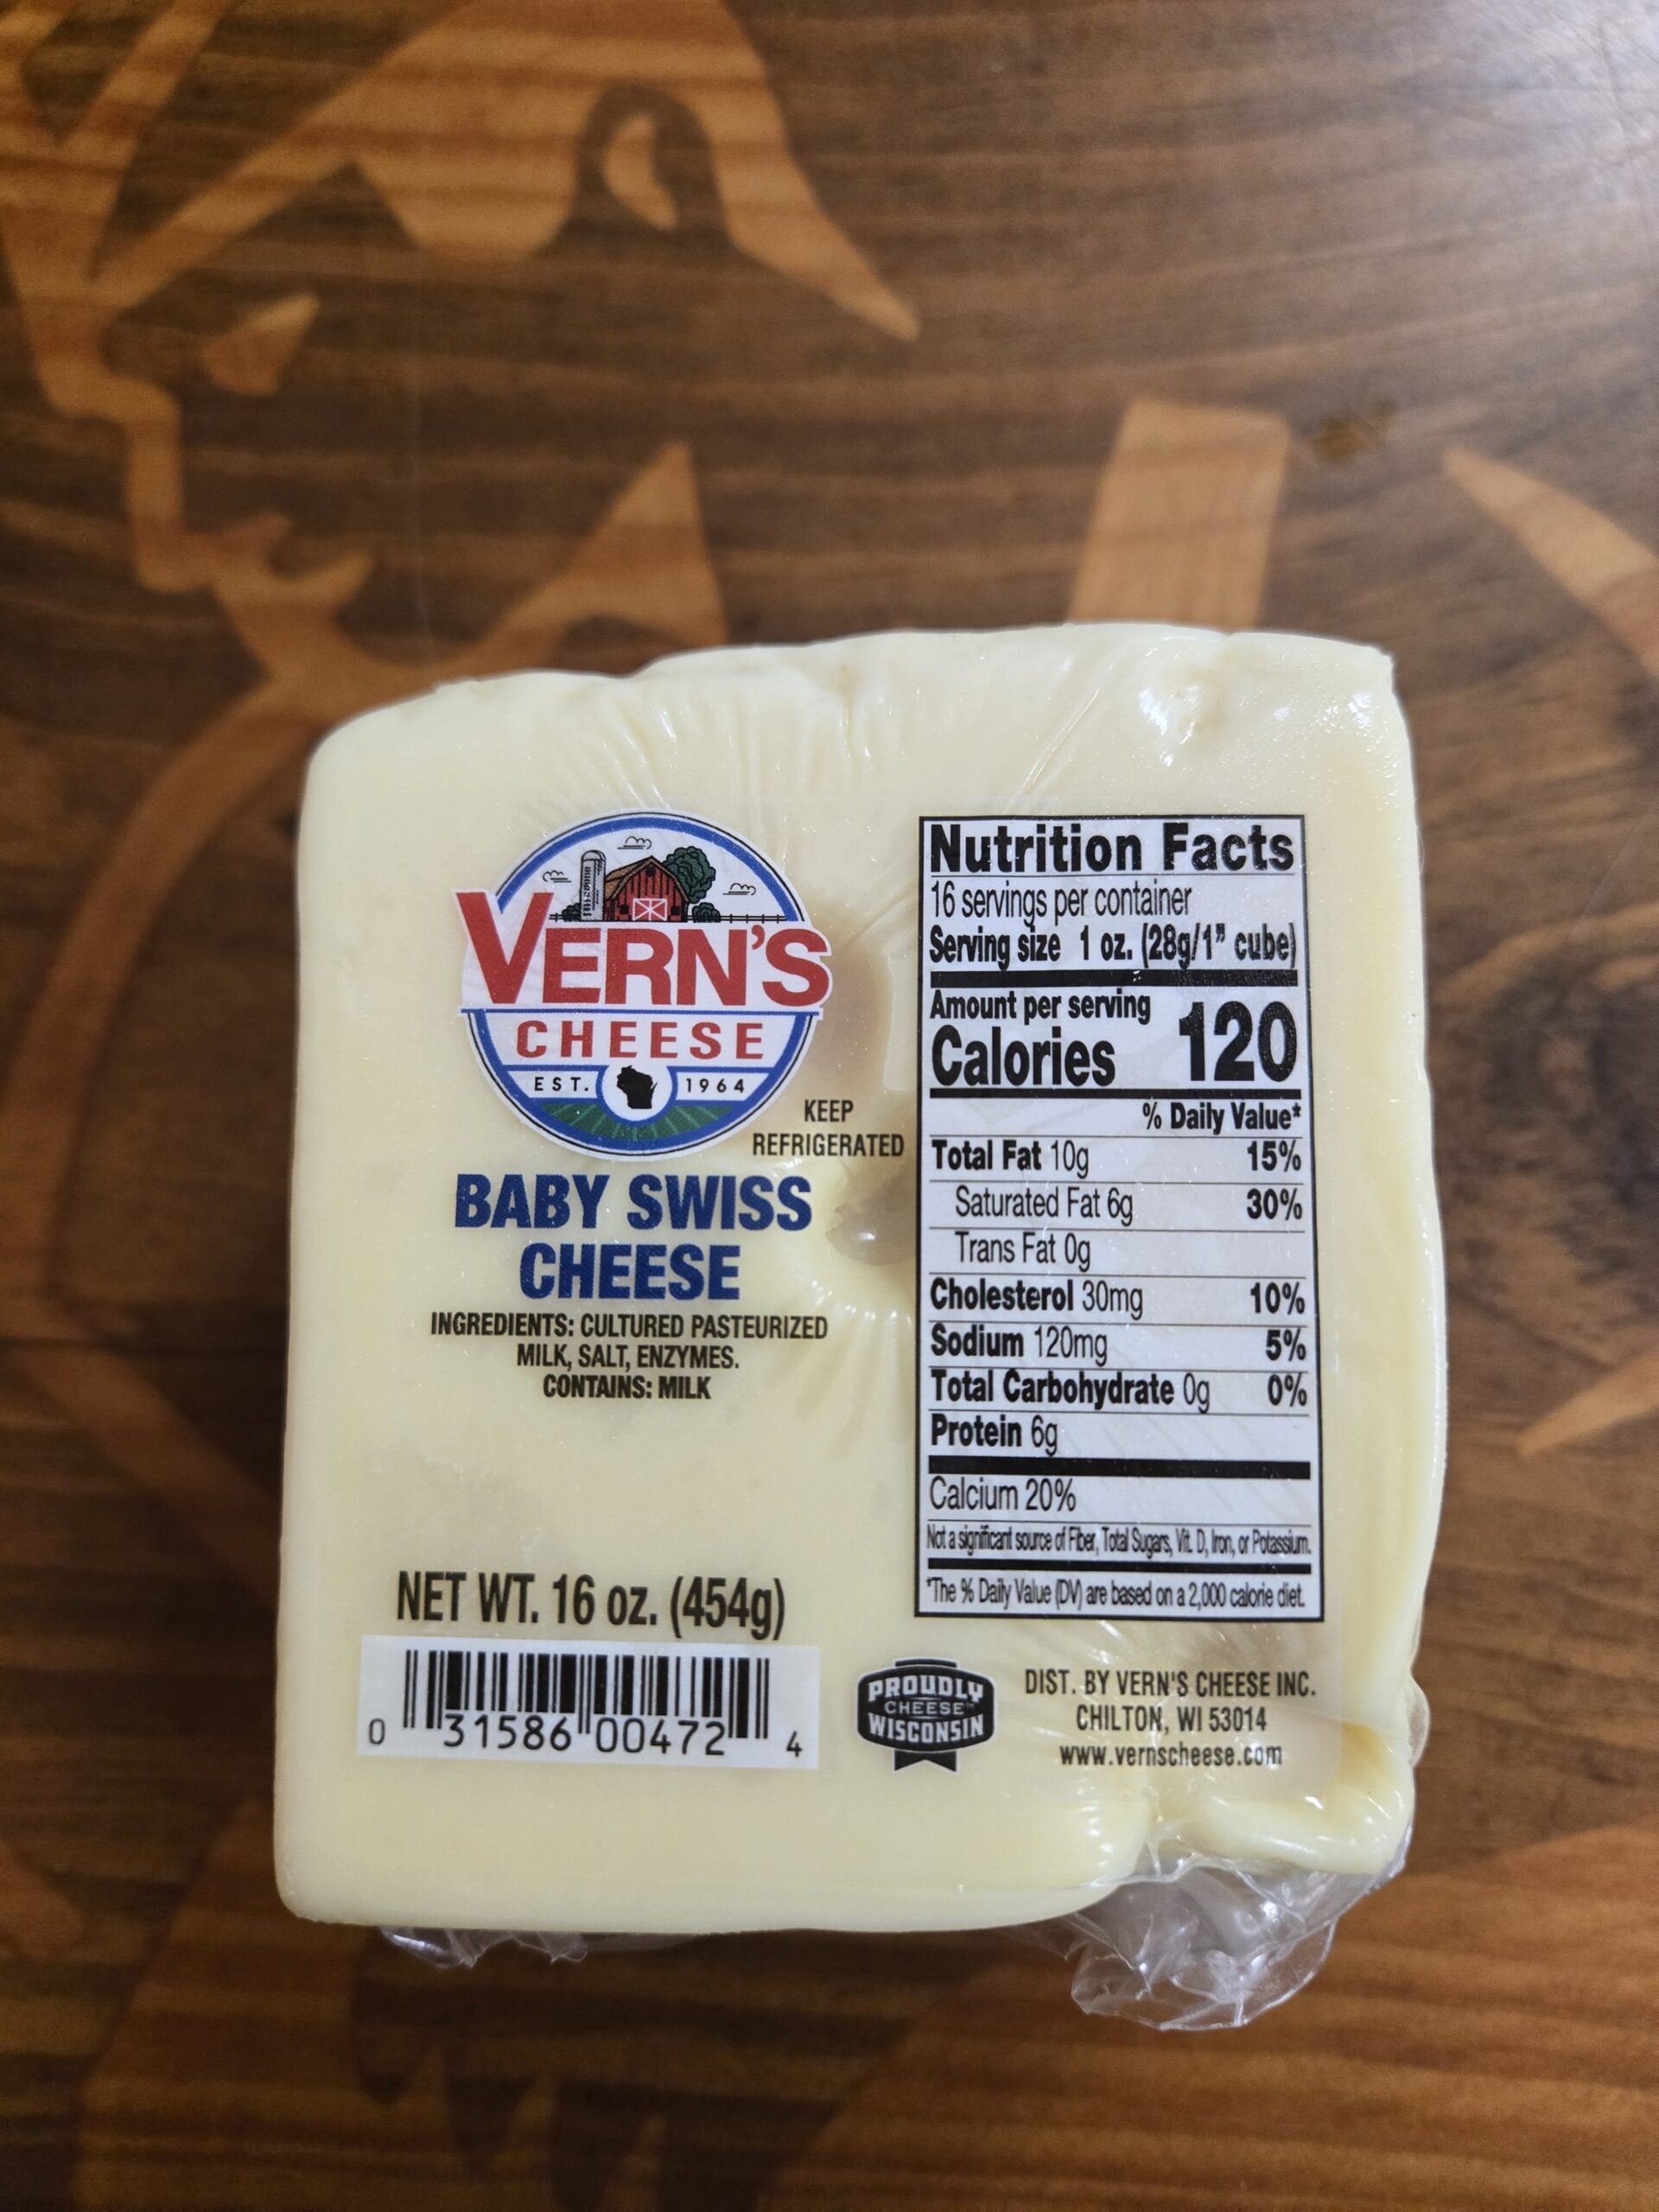 VERN'S
CHEESE
EST. 1964
KEEP
REFRIGERATED
BABY SWISS
CHEESE
INGREDIENTS: CULTURED PASTEURIZED
MILK, SALT, ENZYMES.
CONTAINS: MILK
NET WT. 16 oz. (454g)
0 31586 00472 4
Nutrition Facts
16 servings per container
Serving size 1 oz. (28g/1" cube)
Amount per serving
Calories 120
% Daily Value*
Total Fat 10g 15%
Saturated Fat 6g 30%
Trans Fat 0g
Cholesterol 30mg 10%
Sodium 120mg 5%
Total Carbohydrate 0g 0%
Protein 6g
Calcium 20%
Not a significant source of Fiber, Total Sugars, Vit. D, Iron, or Potassium.
*The % Daily Value (DV) are based on a 2,000 calorie diet.
PROUDLY
CHEESE
WISCONSIN
DIST. BY VERN'S CHEESE INC.
CHILTON, WI 53014
www.vernscheese.com